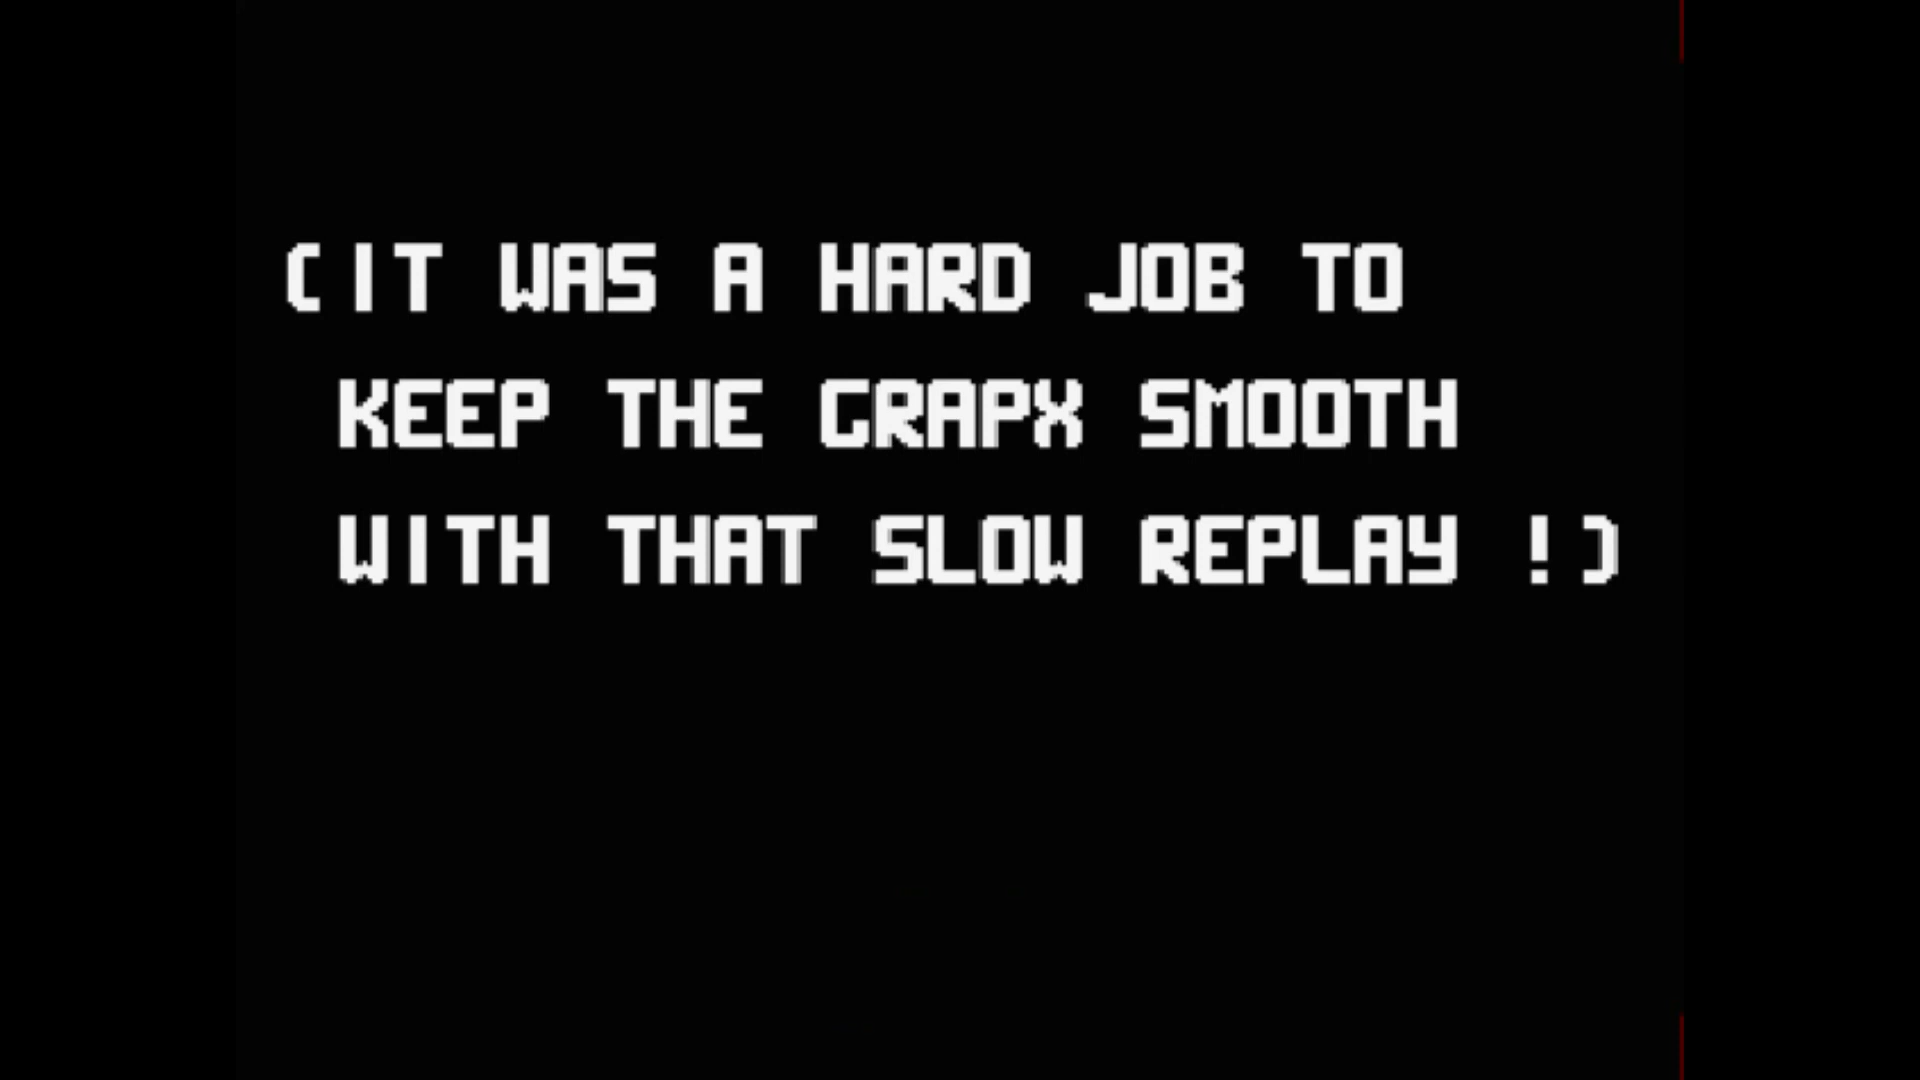 (IT WAS A HARD JOB TO
KEEP THE GRAPX SMOOTH
WITH THAT SLOW REPLAY !)